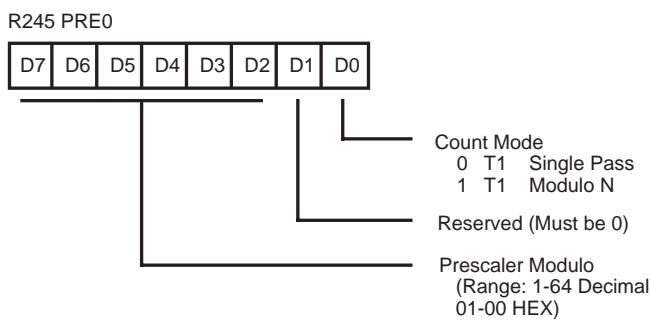 R245 PRE0
D7 D6 D5 D4 D3 D2 D1 D0
Count Mode
0 T1 Single Pass
1 T1 Modulo N
Reserved (Must be 0)
Prescaler Modulo
(Range: 1-64 Decimal
01-00 HEX)